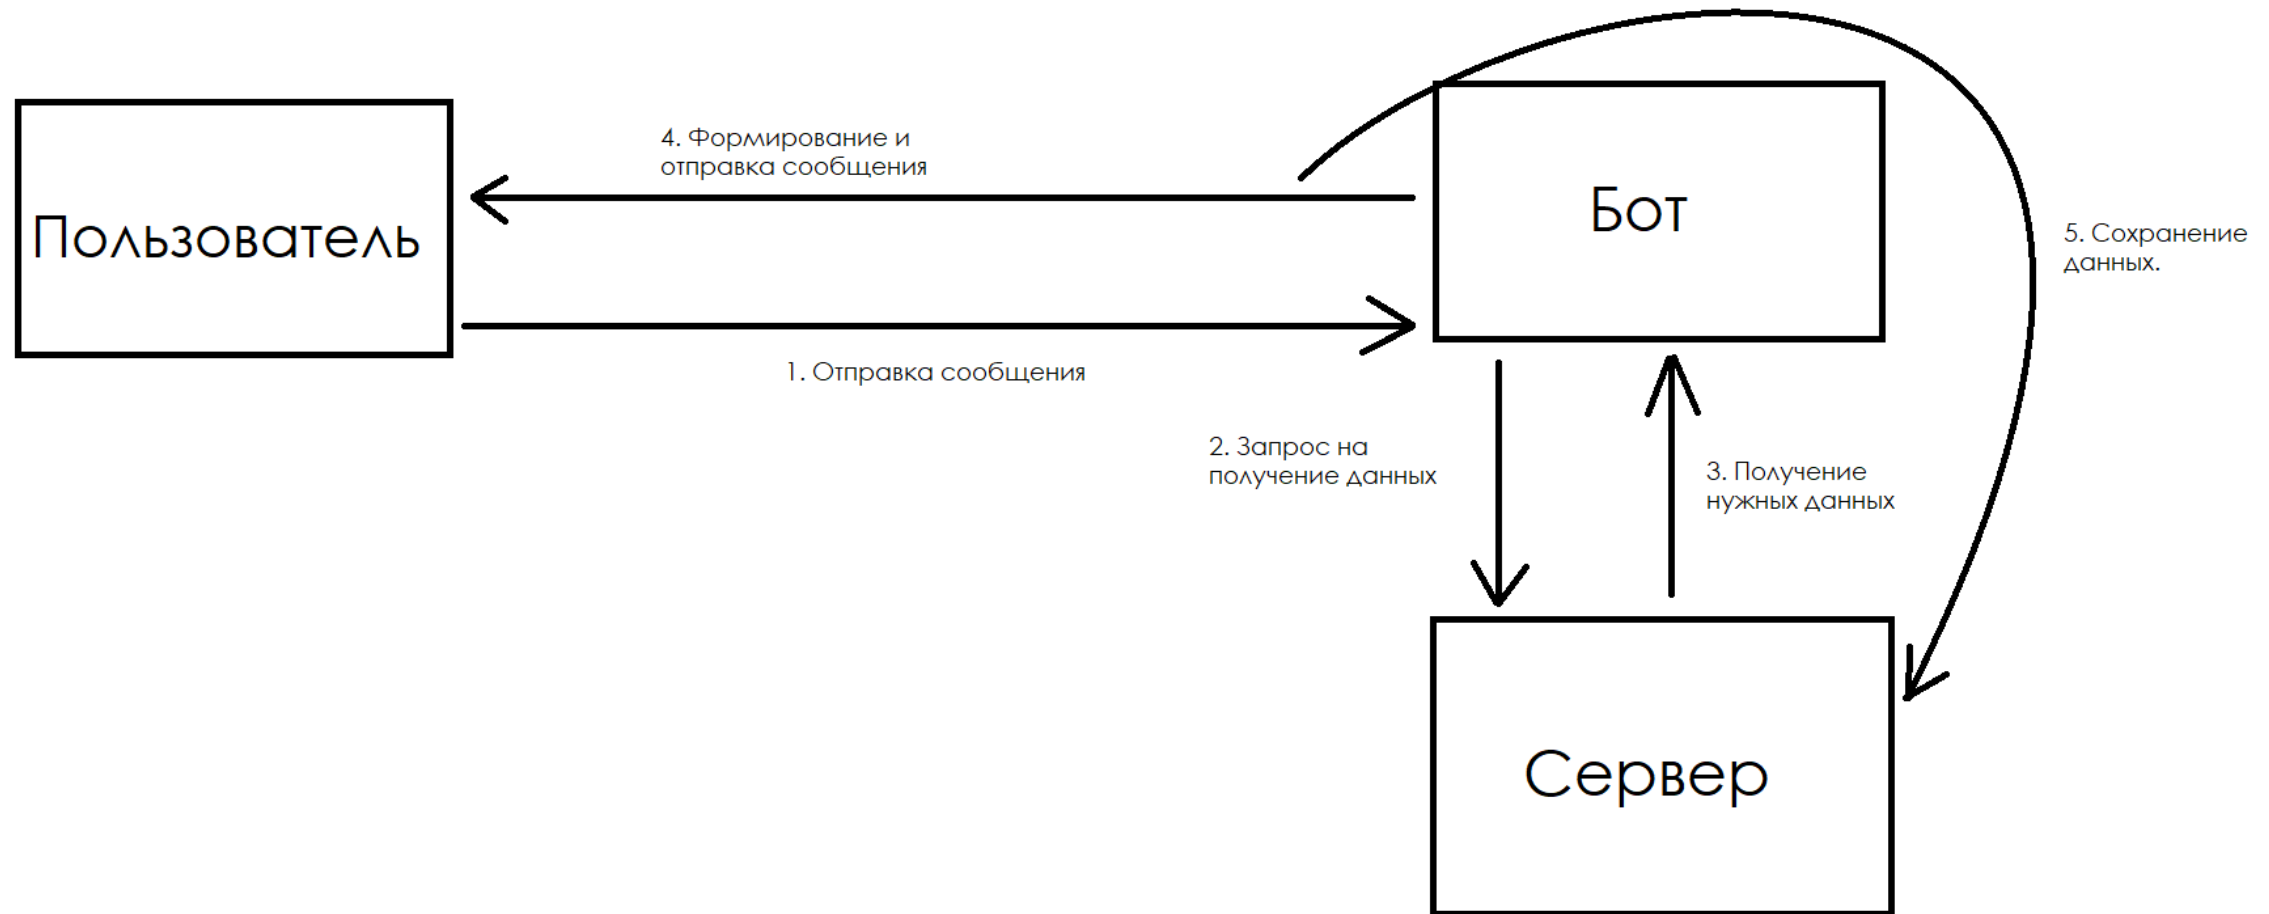 4. Формирование и
отправка сообщения
Пользователь
Бот
5. Сохранение
данных.
1. Отправка сообщения
2. Запрос на
получение данных
3. Получение
нужных данных
Сервер